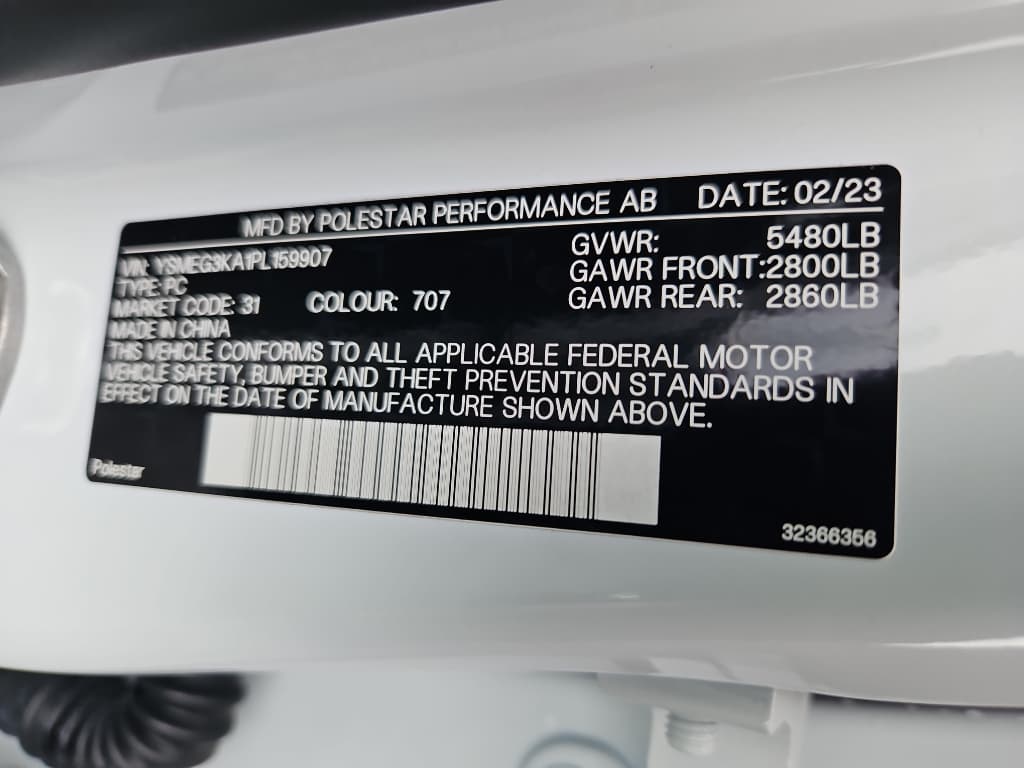 MFD BY POLESTAR PERFORMANCE AB DATE: 02/23
VIN: YSMEG3KA1PL159907 GVWR: 5480LB
TYPE: PC GAWR FRONT: 2800LB
MARKET CODE: 31 COLOUR: 707 GAWR REAR: 2860LB
MADE IN CHINA
THIS VEHICLE CONFORMS TO ALL APPLICABLE FEDERAL MOTOR
VEHICLE SAFETY, BUMPER AND THEFT PREVENTION STANDARDS IN
EFFECT ON THE DATE OF MANUFACTURE SHOWN ABOVE.
Polestar
32366356